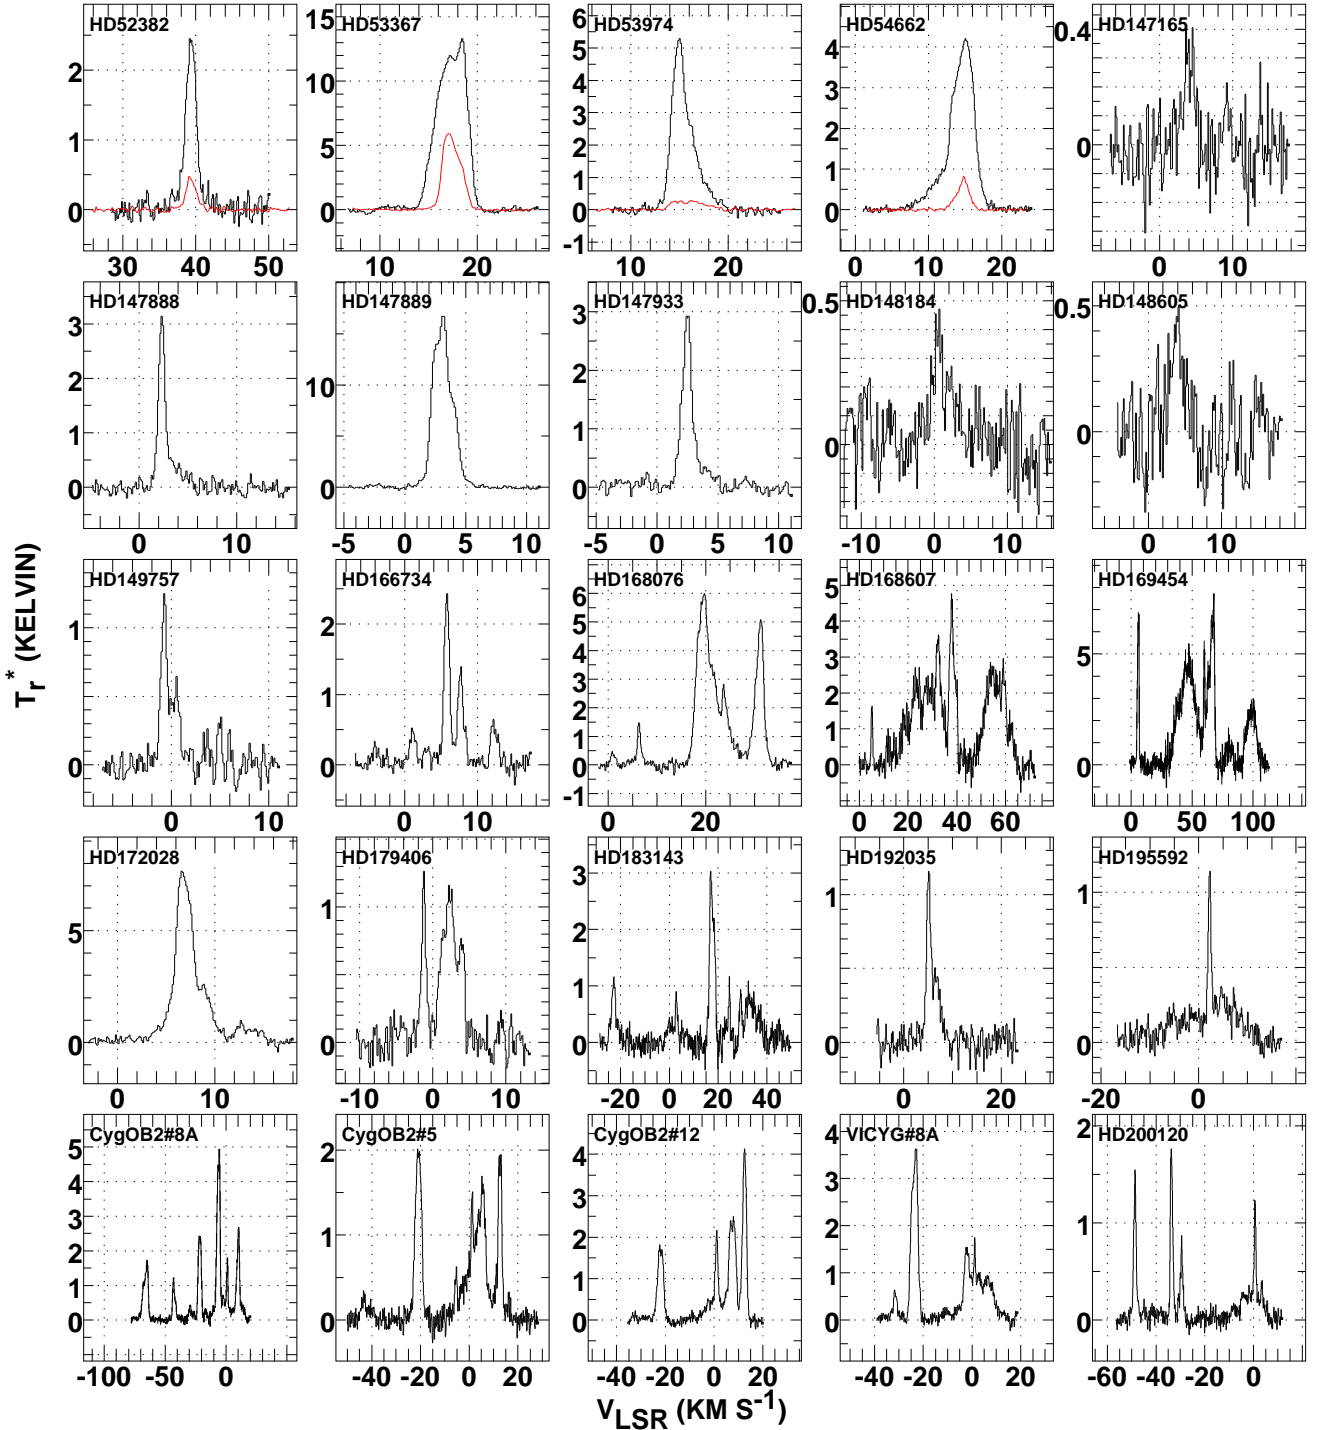 HD52382 HD53367 HD53974 HD54662 HD147165
2 1 0
15 10 5 0
6 5 4 3 2 1 0 -1
4 3 2 1 0
0.4 0
30 40 50 10 20 10 20 0 10 20 0 10
HD147888 HD147889 HD147933 HD148184 HD148605
3 2 1 0
10 0
3 2 1 0
0.5 0
0.5 0
0 10 -5 0 5 10 -5 0 5 10 -10 0 10 0 10
HD149757 HD166734 HD168076 HD168607 HD169454
1 0
2 1 0
6 5 4 3 2 1 0 -1
5 4 3 2 1 0
5 0
0 10 0 10 0 20 0 20 40 60 0 50 100
HD172028 HD179406 HD183143 HD192035 HD195592
5 0
1 0
3 2 1 0
1 0
1 0
0 10 -10 0 10 -20 0 20 40 0 20 -20 0
CygOB2#8A CygOB2#5 CygOB2#12 VICYG#8A HD200120
5 4 3 2 1 0
2 1 0
4 3 2 1 0
4 3 2 1 0
2 1 0
-100 -50 0 -40 -20 0 20 -40 -20 0 20 -40 -20 0 20 -60 -40 -20 0
Tr* (KELVIN)
VLSR (KM S-1)